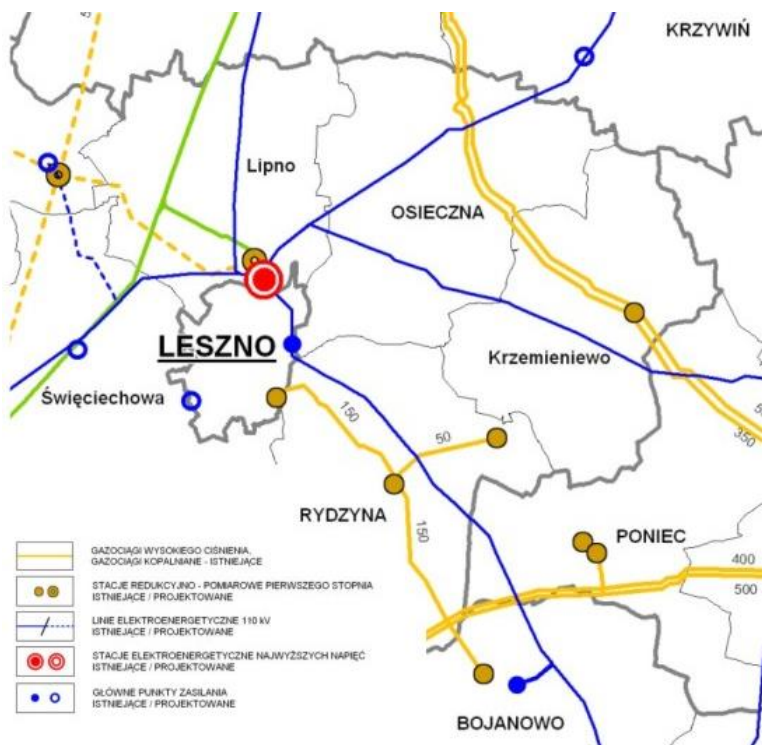 KRZYWIŃ
Lipno
OSIECZNA
LESZNO
Krzemieniewo
Święciechowa
150
50
350
RYDZYNA
150
PONIEC
400
500
BOJANOWO
GAZOCIĄGI WYSOKIEGO CIŚNIENIA,
GAZOCIĄGI KOPALNIANE - ISTNIEJĄCE
STACJE REDUKCYJNO - POMIAROWE PIERWSZEGO STOPNIA
ISTNIEJĄCE / PROJEKTOWANE
LINIE ELEKTROENERGETYCZNE 110 kV
ISTNIEJĄCE / PROJEKTOWANE
STACJE ELEKTROENERGETYCZNE NAJWYŻSZYCH NAPIĘĆ
ISTNIEJĄCE / PROJEKTOWANE
GŁÓWNE PUNKTY ZASILANIA
ISTNIEJĄCE / PROJEKTOWANE